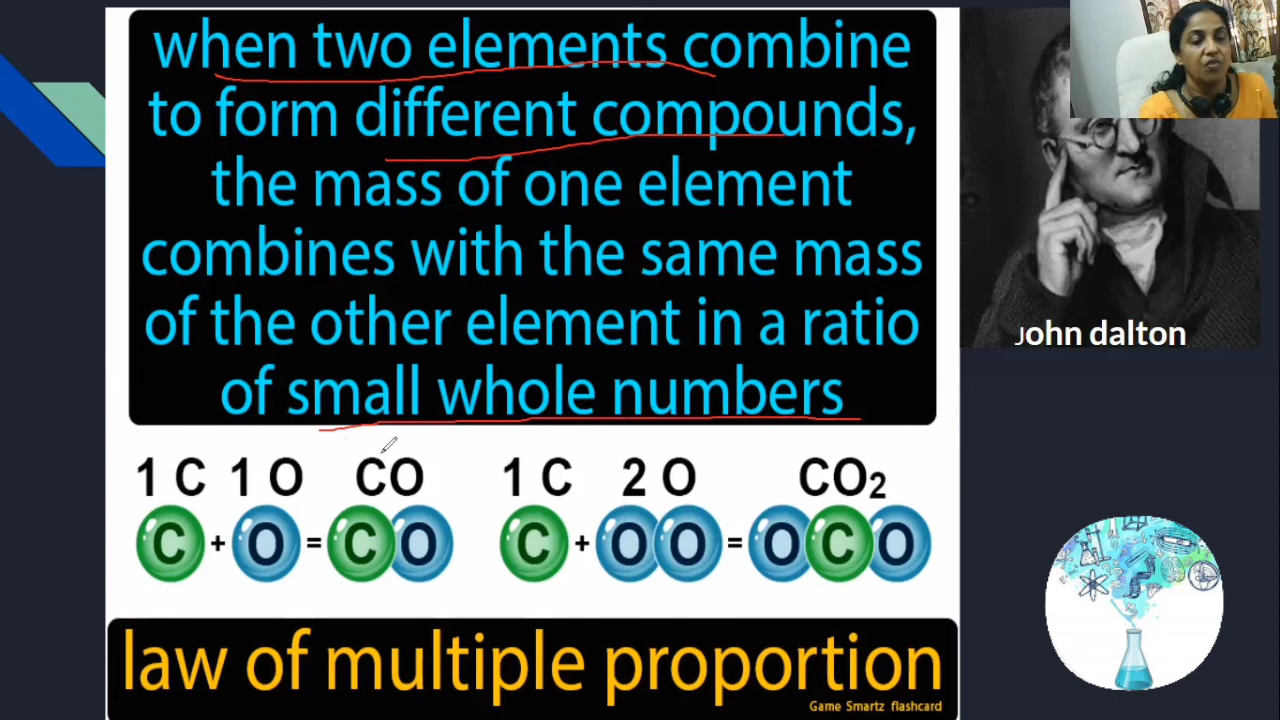 when two elements combine
to form different compounds,
the mass of one element
combines with the same mass
of the other element in a ratio
of small whole numbers
John dalton
1 C 1 O CO 1 C 2 O CO₂
C + O = C O C + O O = O C O
law of multiple proportion
Game Smartz flashcard